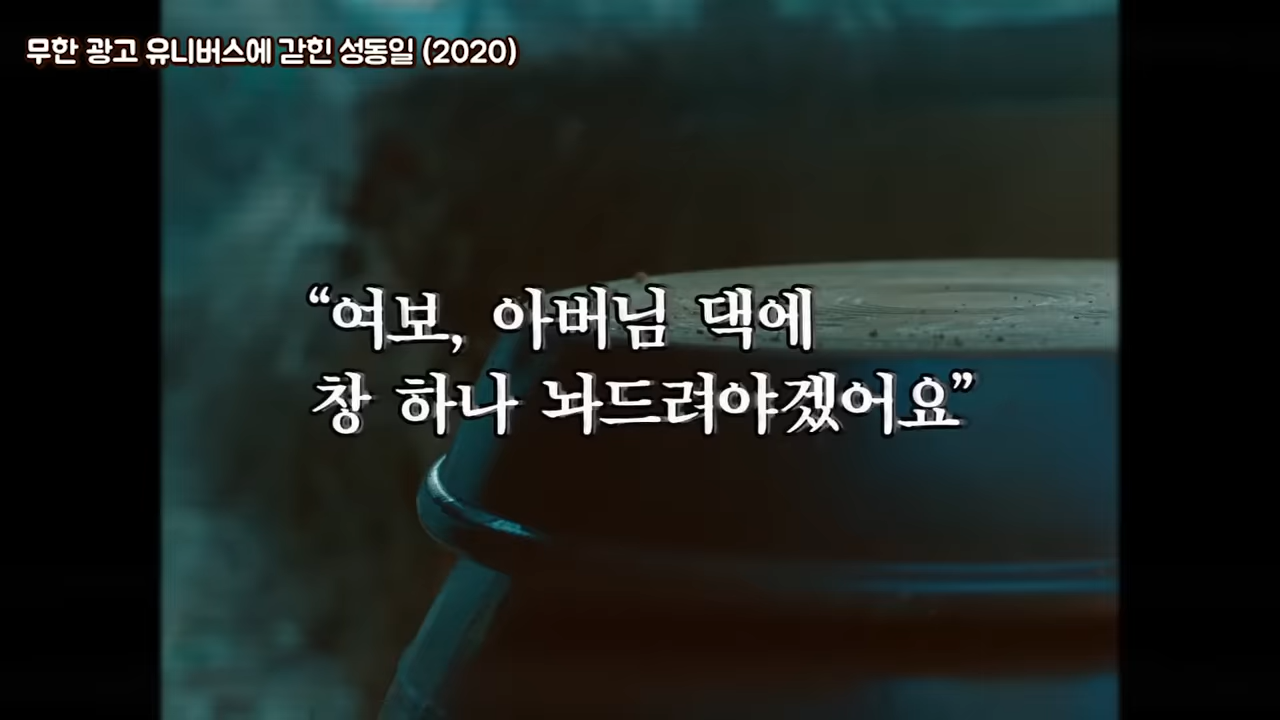 무한 광고 유니버스에 갇힌 성동일 (2020)
“여보, 아버님 댁에
창 하나 놔드려야겠어요”